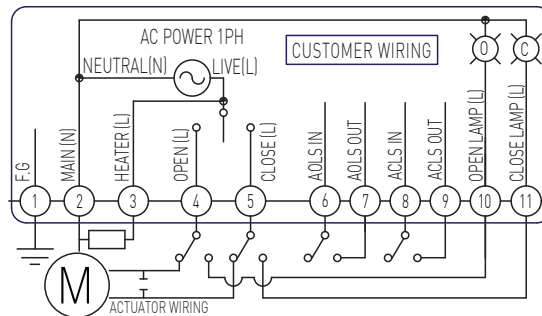 AC POWER 1PH
CUSTOMER WIRING
O
C
NEUTRAL(N)
LIVE(L)
F.G
MAIN (N)
HEATER (L)
OPEN (L)
CLOSE (L)
AOLS IN
AOLS OUT
ACLS IN
ACLS OUT
OPEN LAMP (L)
CLOSE LAMP (L)
1 2 3 4 5 6 7 8 9 10 11
M
ACTUATOR WIRING